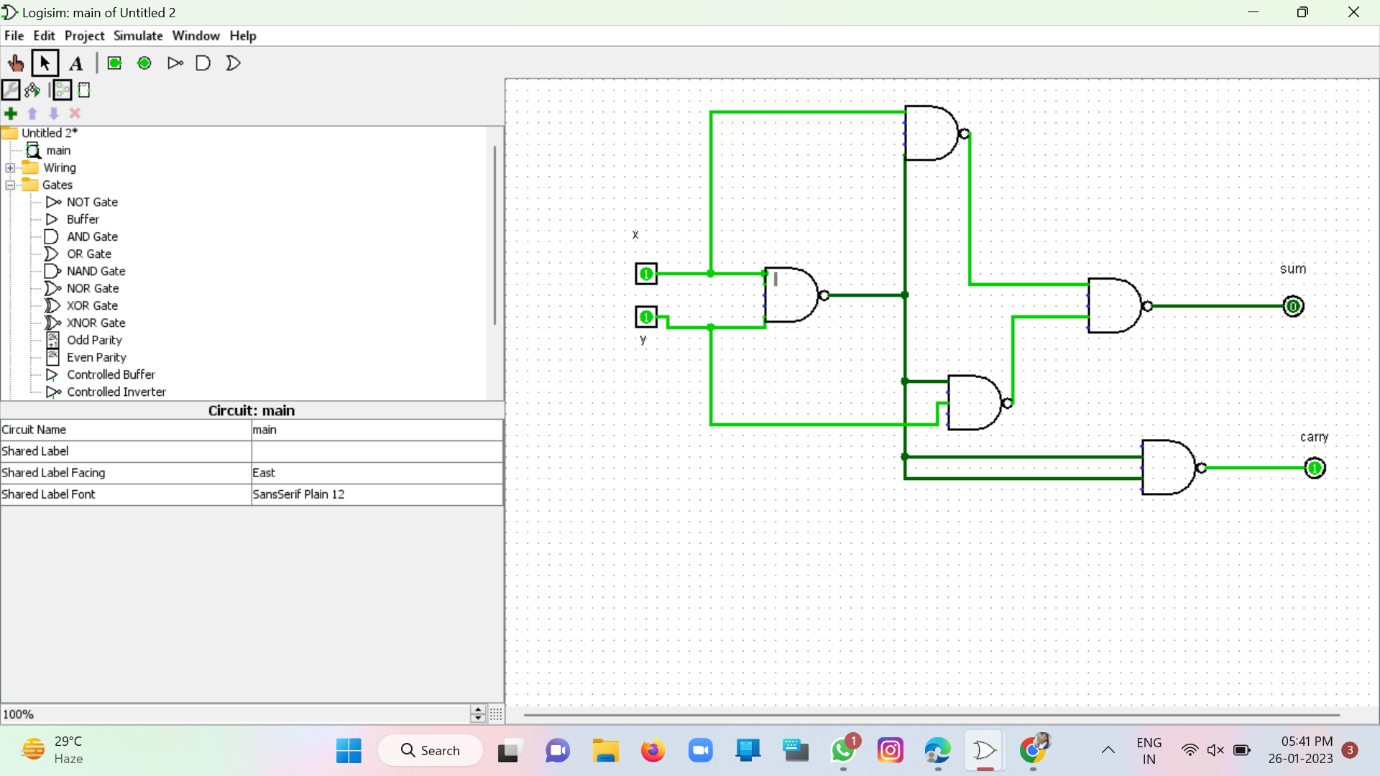 Logisim: main of Untitled 2
File Edit Project Simulate Window Help
A
Untitled 2*
main
Wiring
Gates
NOT Gate
Buffer
AND Gate
OR Gate
NAND Gate
NOR Gate
XOR Gate
XNOR Gate
2K+1 Odd Parity
2K Even Parity
Controlled Buffer
Controlled Inverter
Circuit: main
Circuit Name main
Shared Label
Shared Label Facing East
Shared Label Font SansSerif Plain 12
100%
x
1
1
y
sum
0
carry
1
29°C
Haze
Search
1
ENG
IN
05:41 PM
26-01-2023
3